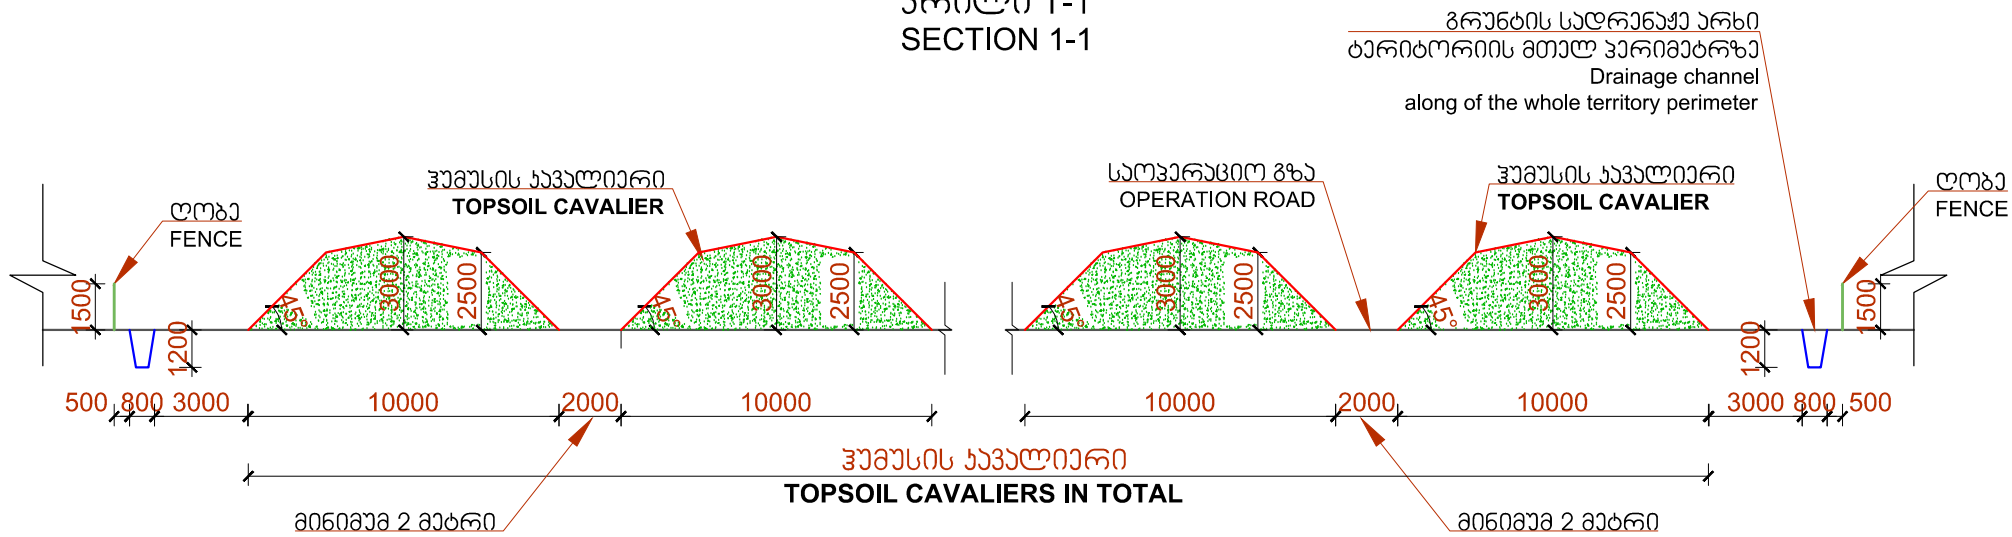 ჭრილი 1-1
SECTION 1-1
გრუნტის სადრენაჟე არხი
ტერიტორიის მთელ პერიმეტრზე
Drainage channel
along of the whole territory perimeter
ღობე
FENCE
ჰუმუსის კავალიერი
TOPSOIL CAVALIER
საოპერაციო გზა
OPERATION ROAD
ჰუმუსის კავალიერი
TOPSOIL CAVALIER
ღობე
FENCE
1500
1200
45°
3000
2500
45°
3000
2500
45°
3000
2500
45°
3000
2500
1200
1500
500 800 3000 10000 2000 10000 10000 2000 10000 3000 800 500
ჰუმუსის კავალიერი
TOPSOIL CAVALIERS IN TOTAL
მინიმუმ 2 მეტრი
მინიმუმ 2 მეტრი